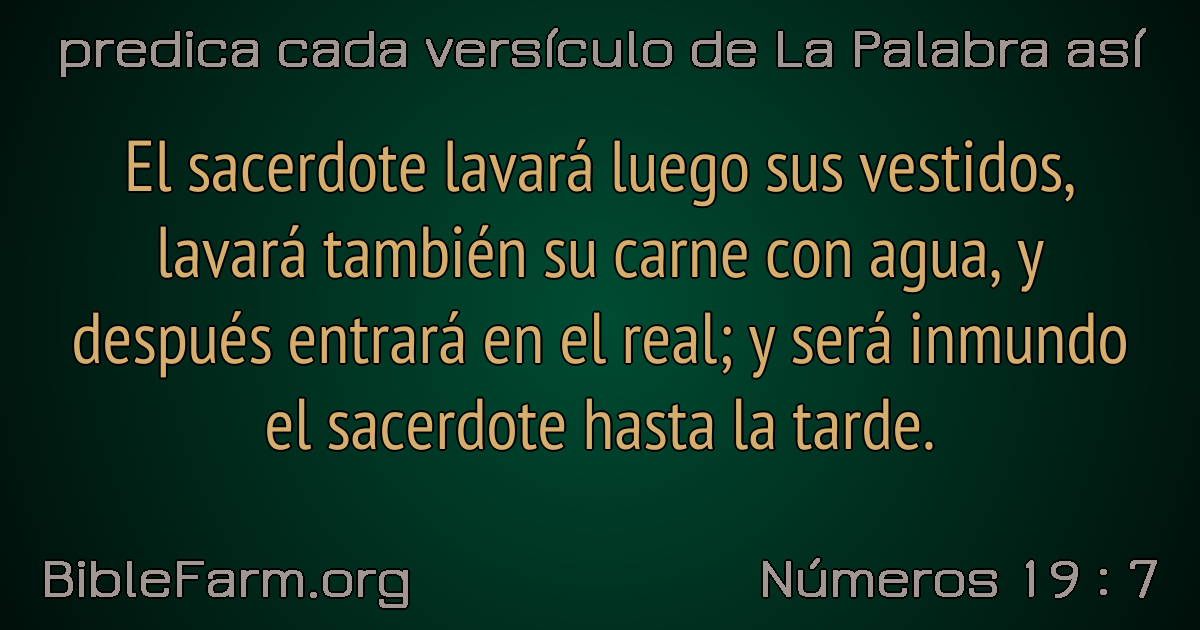 predica cada versículo de La Palabra así
El sacerdote lavará luego sus vestidos,
lavará también su carne con agua, y
después entrará en el real; y será inmundo
el sacerdote hasta la tarde.
BibleFarm.org
Números 19 : 7